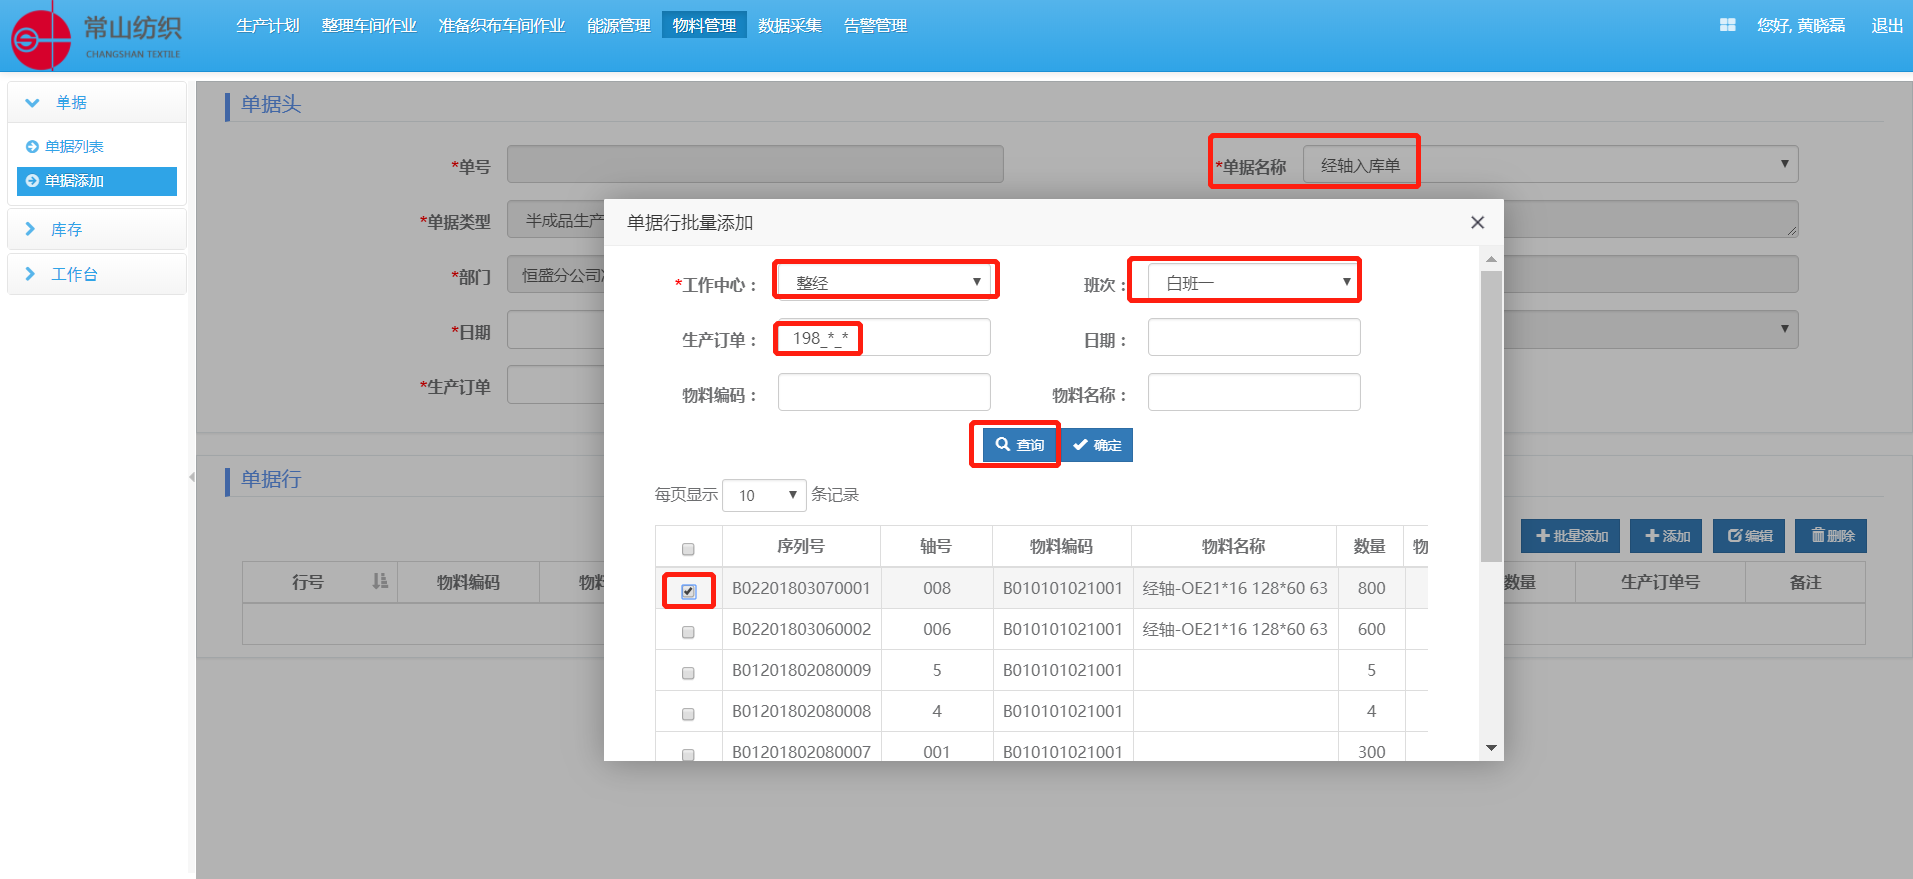 常山纺织
CHANGSHAN TEXTILE
生产计划 整理车间作业 准备织布车间作业 能源管理 物料管理 数据采集 告警管理
您好, 黄晓磊 退出
单据
单据列表
单据添加
库存
工作台
单据头
*单号
*单据名称 经轴入库单
*单据类型 半成品生产
*部门 恒盛分公司
*日期
*生产订单
单据行
批量添加 添加 编辑 删除
行号 物料编码 物料 数量 生产订单号 备注
单据行批量添加
*工作中心： 整经 班次： 白班一
生产订单： 198_*_* 日期：
物料编码： 物料名称：
查询 确定
每页显示 10 条记录
序列号 轴号 物料编码 物料名称 数量 物
B02201803070001 008 B010101021001 经轴-OE21*16 128*60 63 800
B02201803060002 006 B010101021001 经轴-OE21*16 128*60 63 600
B01201802080009 5 B010101021001 5
B01201802080008 4 B010101021001 4
B01201802080007 001 B010101021001 300